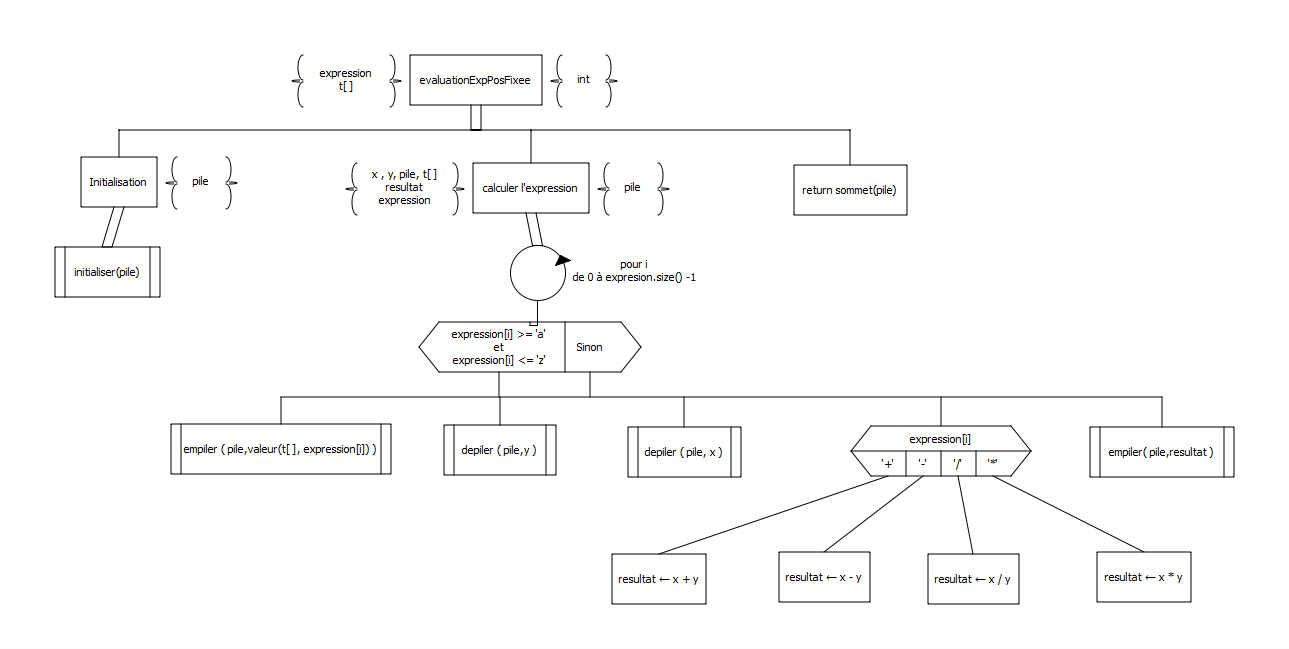 expression
t[ ]
evaluationExpPosFixee
int
Initialisation
pile
x , y, pile, t[ ]
resultat
expression
calculer l'expression
pile
return sommet(pile)
initialiser(pile)
pour i
de 0 à expresion.size() -1
expression[i] >= 'a'
et
expression[i] <= 'z'
Sinon
empiler ( pile,valeur(t[ ], expression[i]) )
depiler ( pile,y )
depiler ( pile, x )
expression[i]
'+' '-' '/' '*'
empiler( pile,resultat )
resultat ← x + y
resultat ← x - y
resultat ← x / y
resultat ← x * y